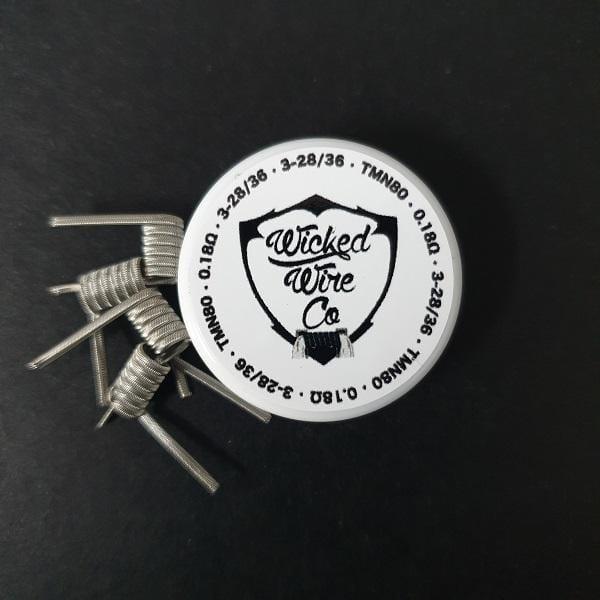 3-28/36 · 3-28/36 · TMN80 · 0.18Ω · 3-28/36 · TMN80 · 0.18Ω · 3-28/36 · TMN80 · 0.18Ω ·
Wicked
Wire
Co